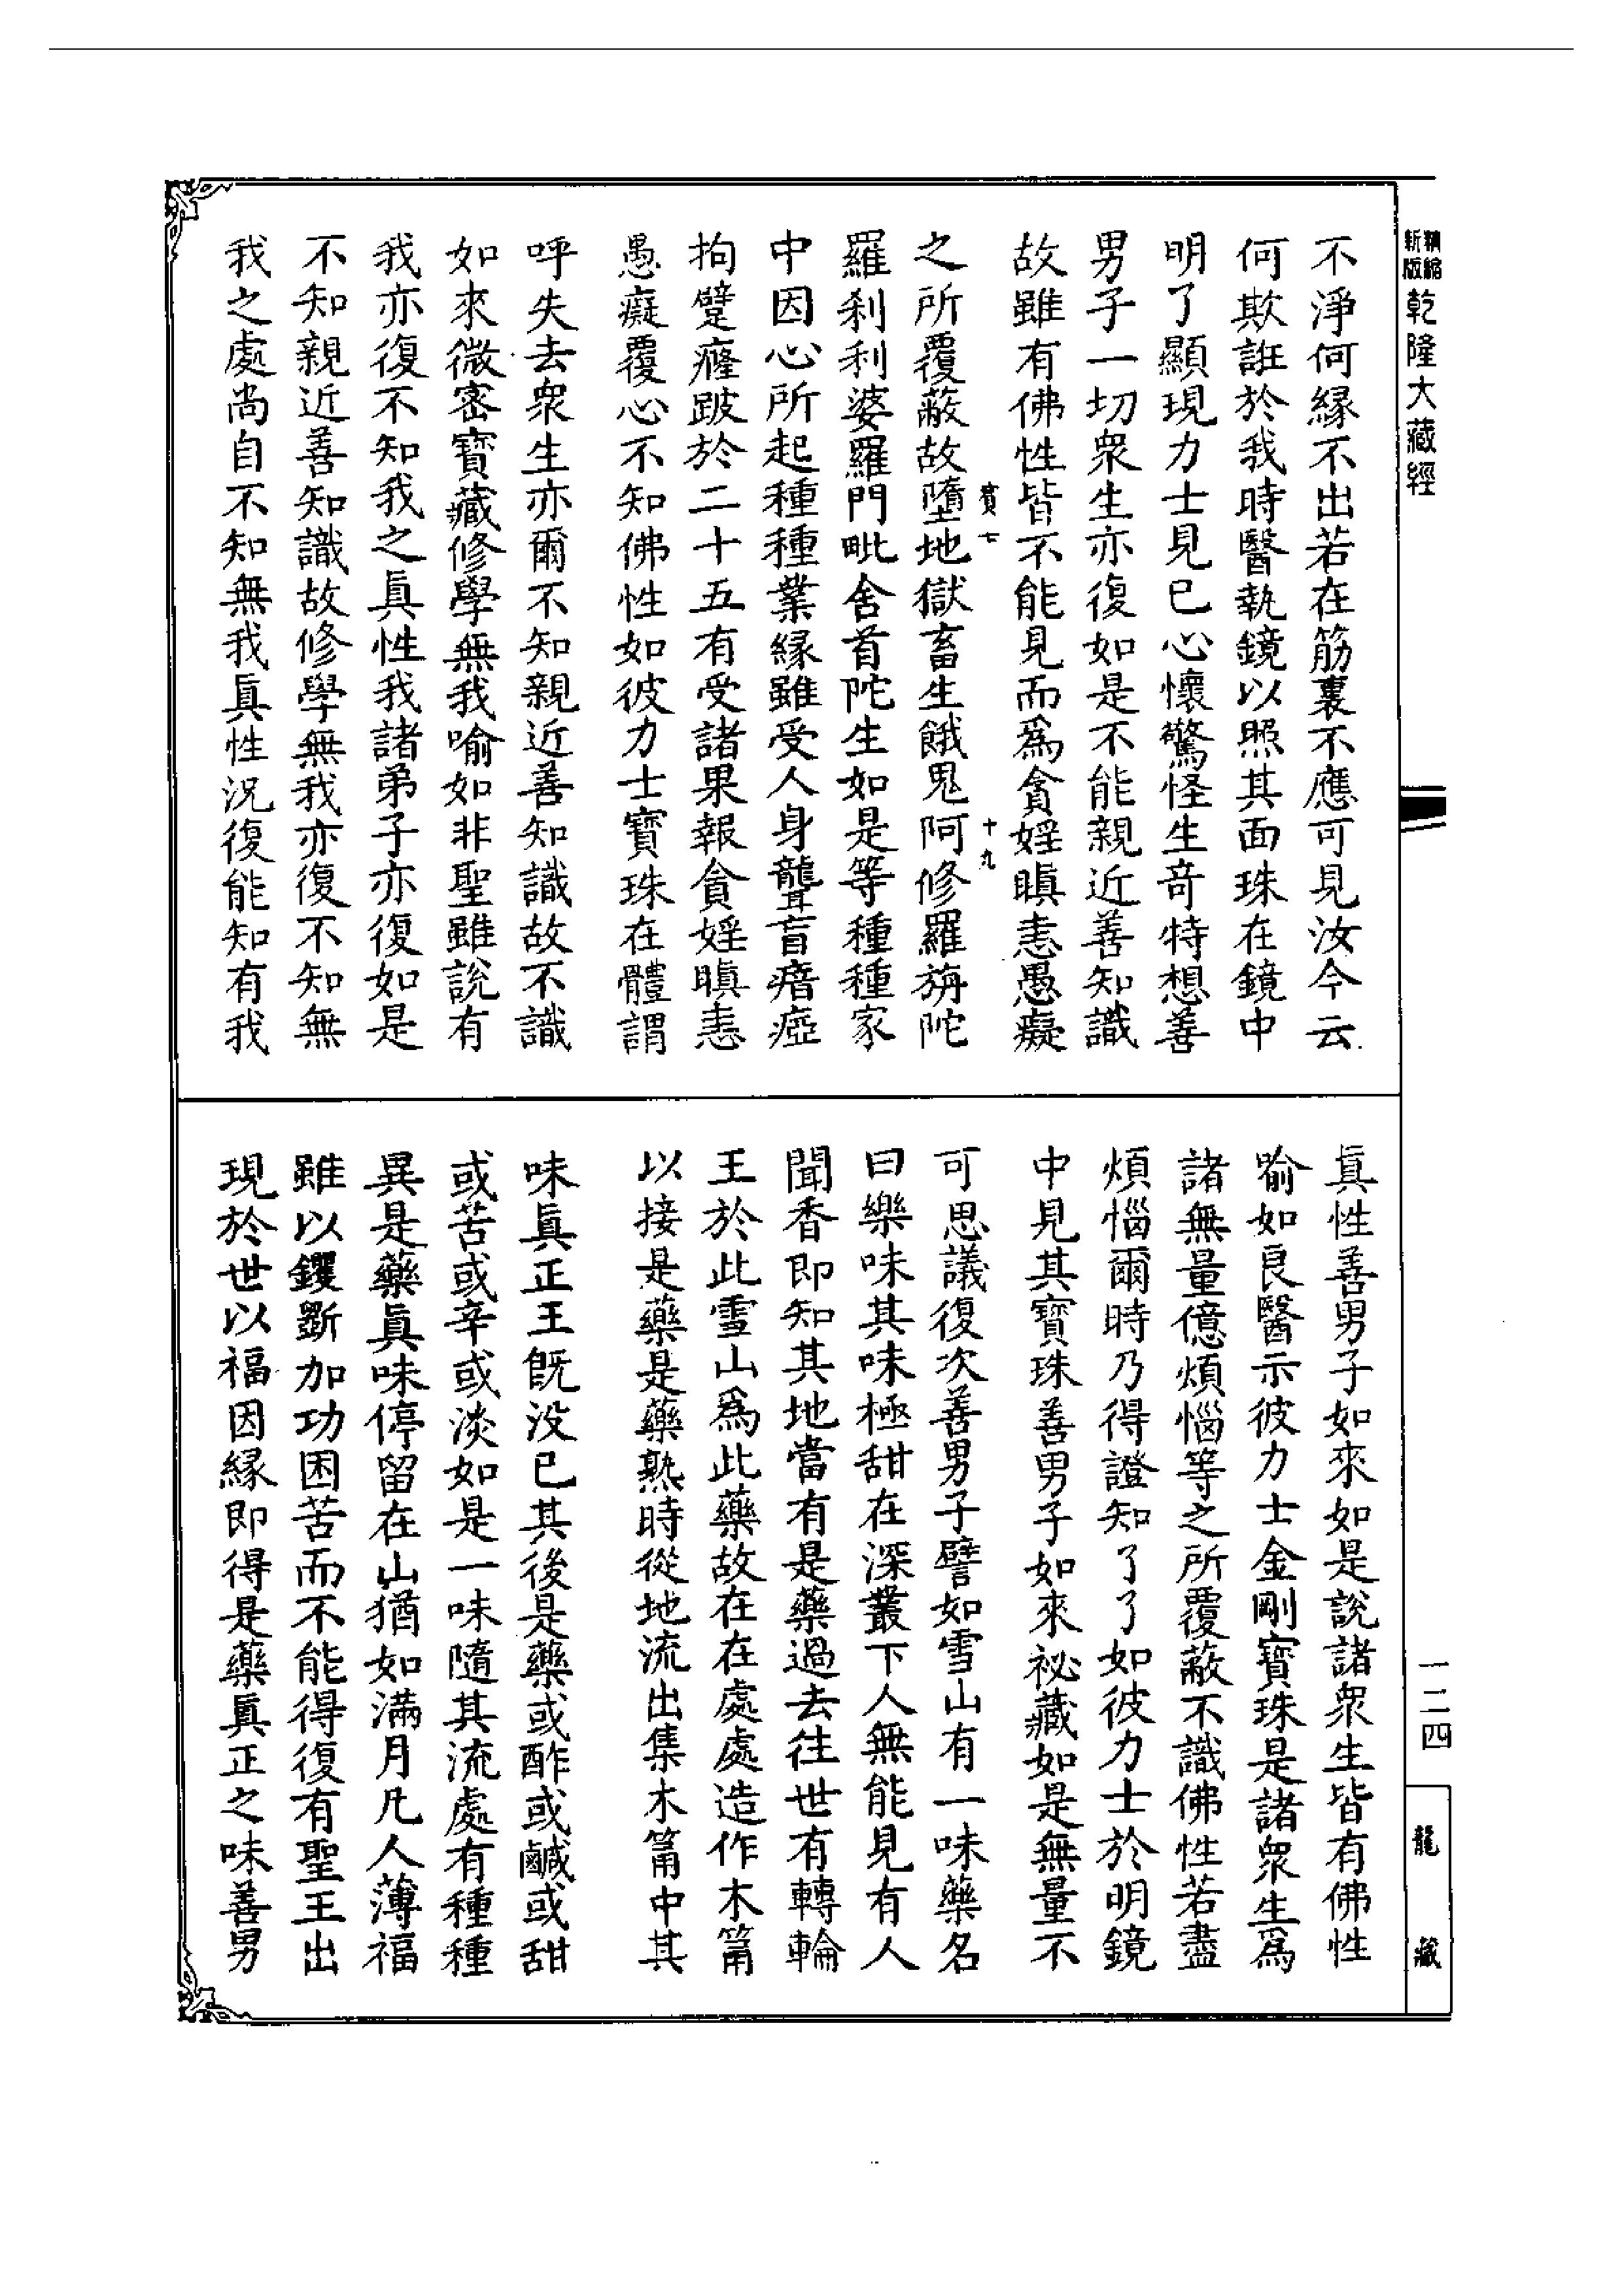 新版精縮乾隆大藏經
不淨何縁不出若在筋裏不應可見汝今云
何欺誑於我時醫執鏡以照其面珠在鏡中
明了顯現力士見已心懷驚怪生奇特想善
男子一切衆生亦復如是不能親近善知識
故雖有佛性皆不能見而爲貪婬瞋恚愚癡
賓七
十九
之所覆蔽故墮地獄畜生餓鬼阿修羅旃陀
羅刹利婆羅門毗舍首陀生如是等種種家
中因心所起種種業縁雖受人身聾盲瘖瘂
拘躄癃跛於二十五有受諸果報貪婬瞋恚
愚癡覆心不知佛性如彼力士寶珠在體謂
呼失去衆生亦爾不知親近善知識故不識
如來微密寶藏修學無我喻如非聖雖説有
我亦復不知我之眞性我諸弟子亦復如是
不知親近善知識故修學無我亦復不知無
我之處尚自不知無我眞性況復能知有我
眞性善男子如來如是説諸衆生皆有佛性
喻如良醫示彼力士金剛寶珠是諸衆生爲
諸無量億煩惱等之所覆蔽不識佛性若盡
煩惱爾時乃得證知了了如彼力士於明鏡
中見其寶珠善男子如來祕藏如是無量不
可思議復次善男子譬如雪山有一味藥名
曰樂味其味極甜在深叢下人無能見有人
聞香即知其地當有是藥過去往世有轉輪
王於此雪山爲此藥故在在處處造作木筩
以接是藥是藥熟時從地流出集木筩中其
味眞正王旣没已其後是藥或酢或鹹或甜
或苦或辛或淡如是一味隨其流處有種種
異是藥眞味停留在山猶如滿月凡人薄福
雖以钁斵加功困苦而不能得復有聖王出
現於世以福因縁即得是藥眞正之味善男
一二四
龍藏